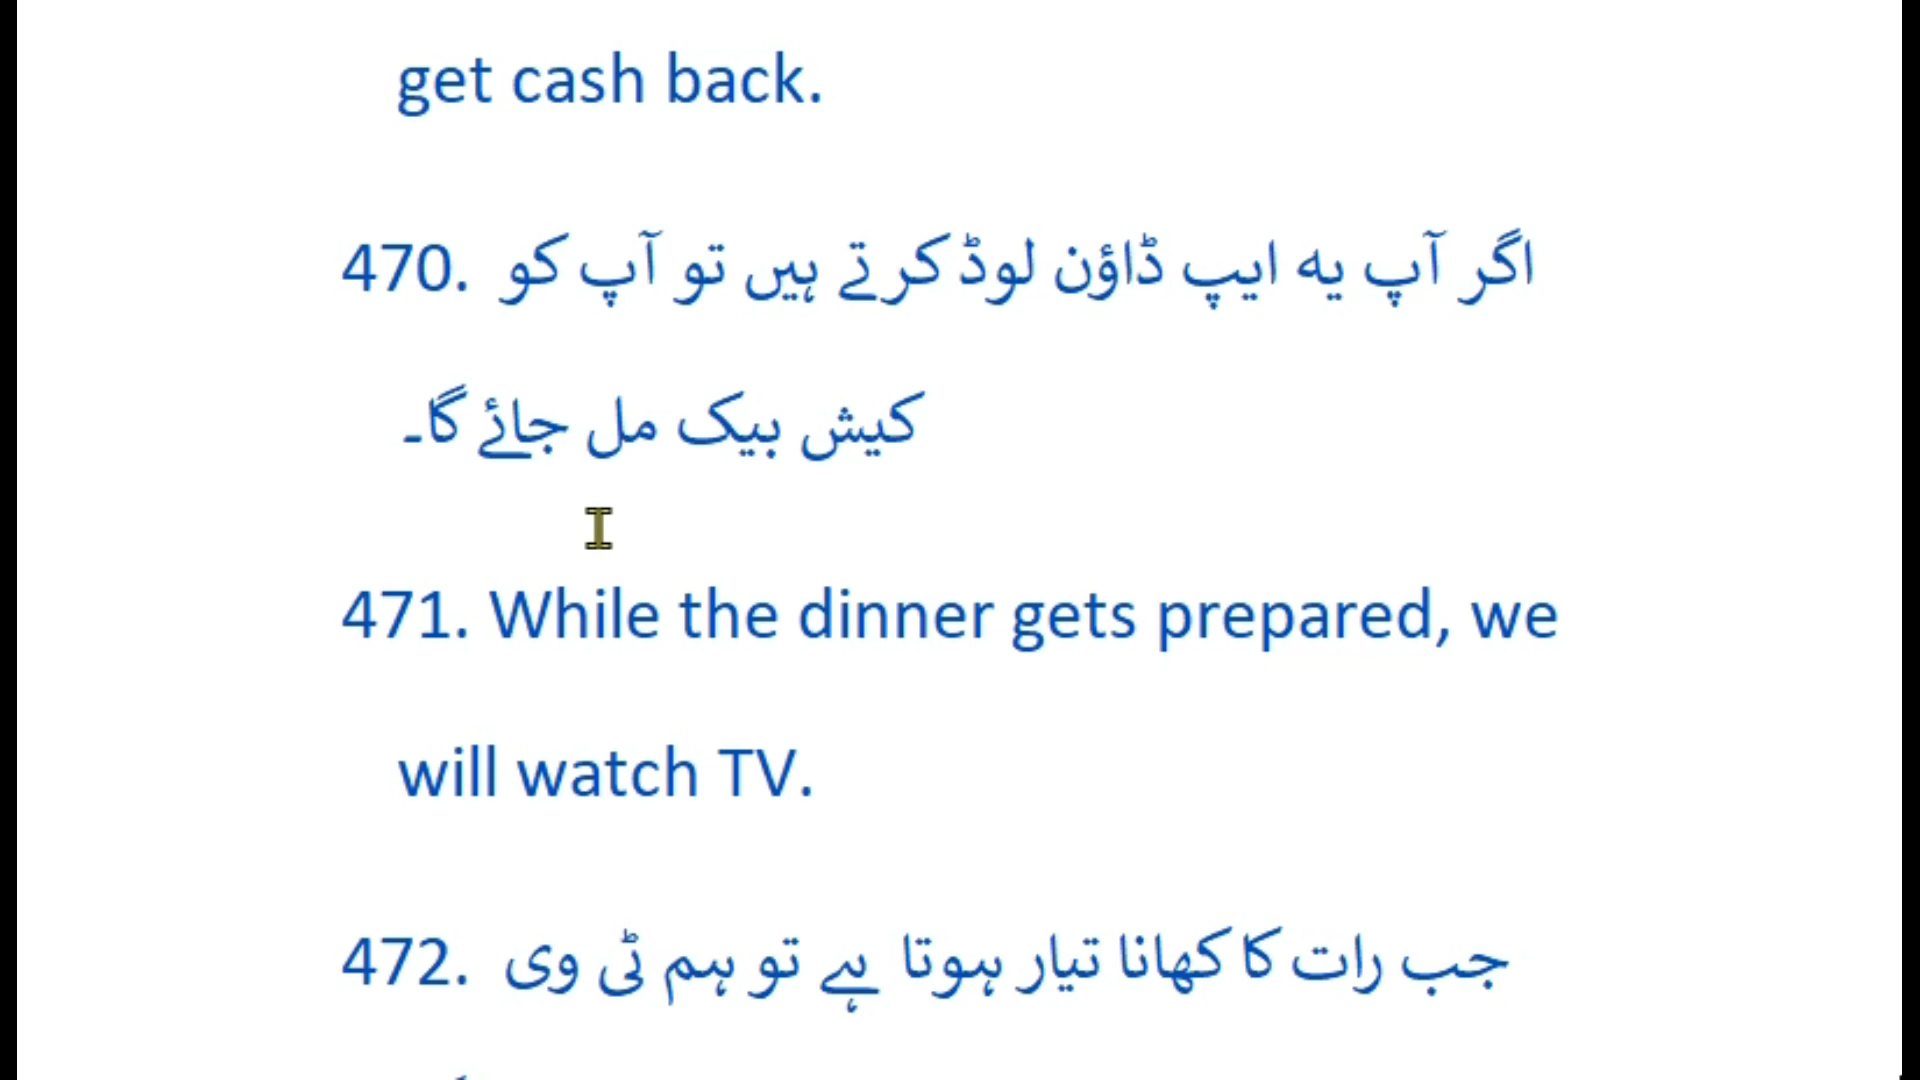 get cash back.
470. اگر آپ یہ ایپ ڈاؤن لوڈ کرتے ہیں تو آپ کو
کیش بیک مل جائے گا۔
471. While the dinner gets prepared, we
will watch TV.
472. جب رات کا کھانا تیار ہوتا ہے تو ہم ٹی وی